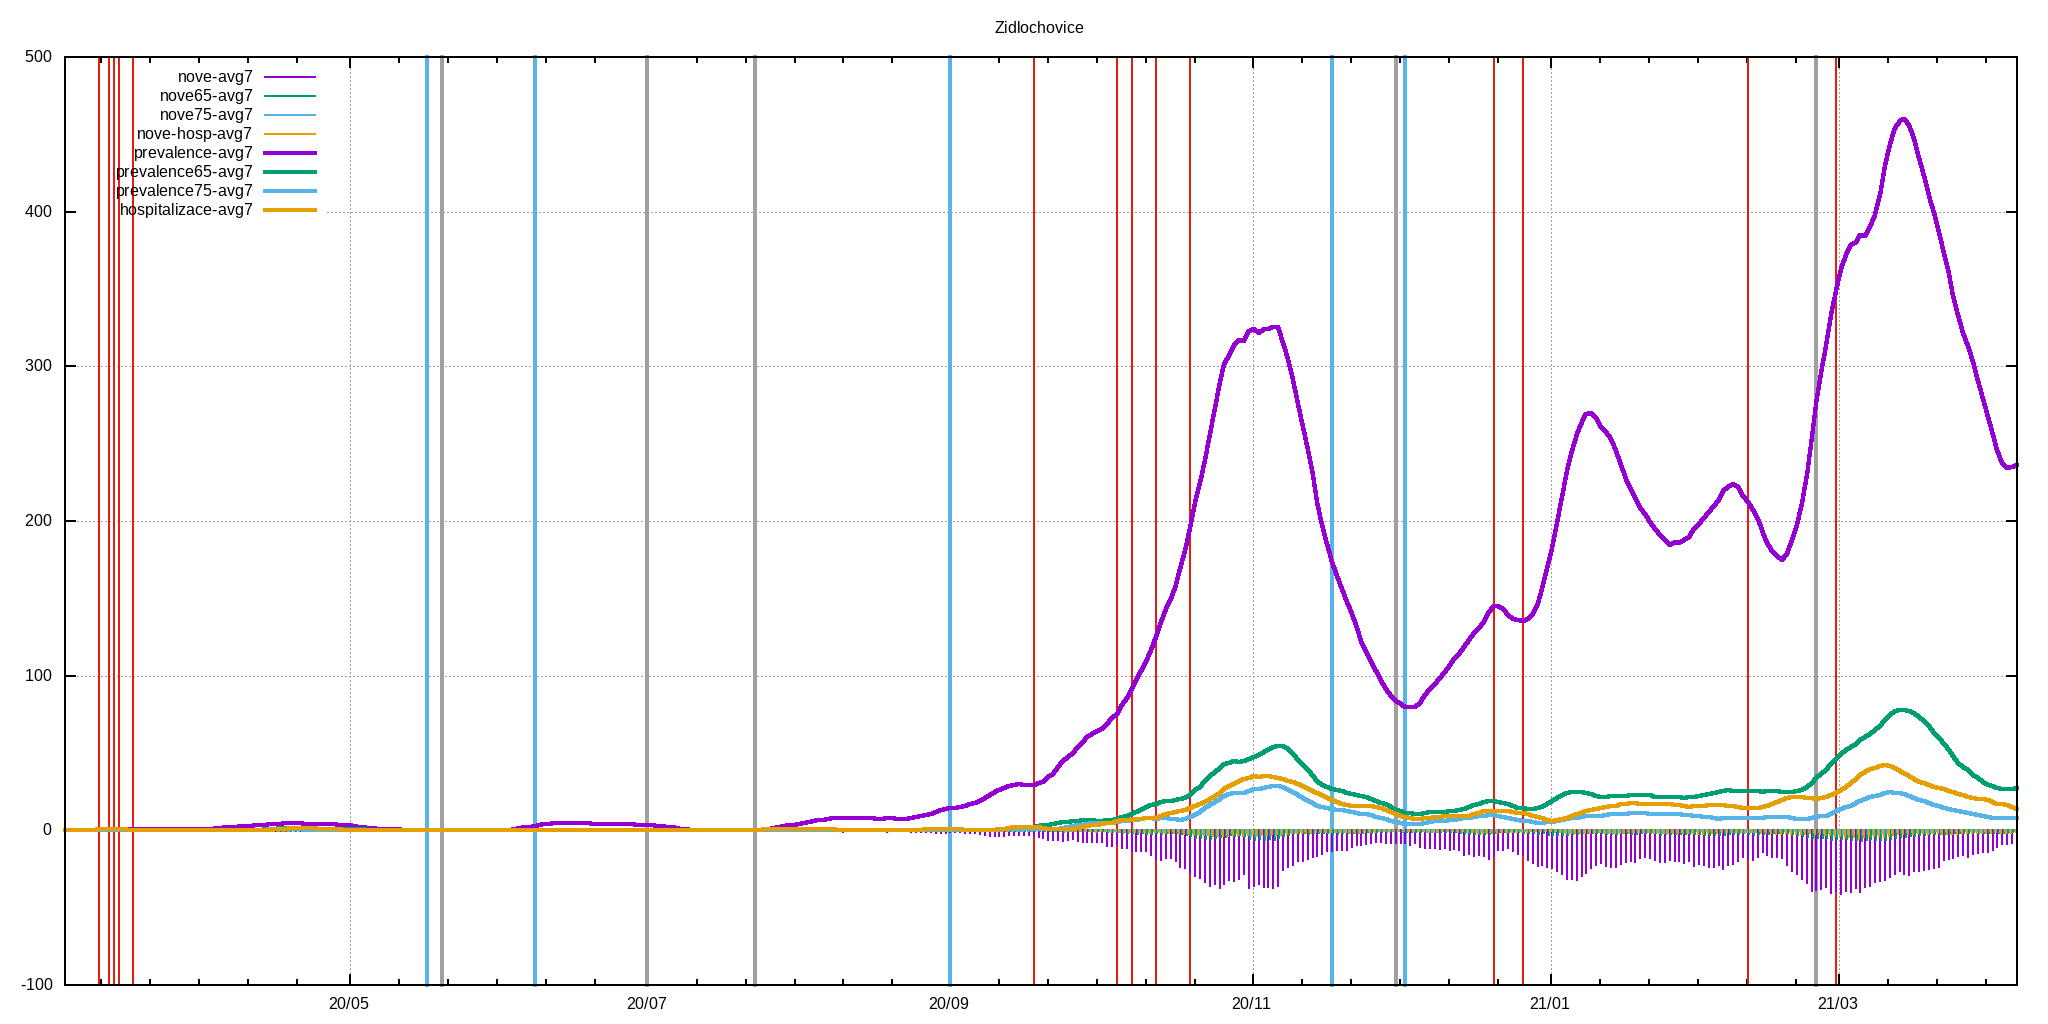 Zidlochovice
500
nove-avg7
nove65-avg7
nove75-avg7
nove-hosp-avg7
prevalence-avg7
prevalence65-avg7
prevalence75-avg7
hospitalizace-avg7
400
300
200
100
0
-100
20/05
20/07
20/09
20/11
21/01
21/03